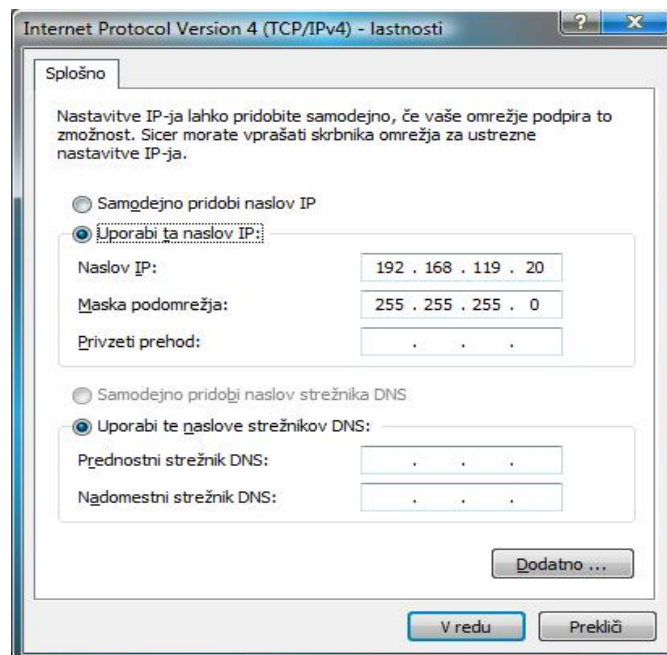 Internet Protocol Version 4 (TCP/IPv4) - lastnosti
Splošno
Nastavitve IP-ja lahko pridobite samodejno, če vaše omrežje podpira to
zmožnost. Sicer morate vprašati skrbnika omrežja za ustrezne
nastavitve IP-ja.
Samodejno pridobi naslov IP
Uporabi ta naslov IP:
Naslov IP: 192 . 168 . 119 . 20
Maska podomrežja: 255 . 255 . 255 . 0
Privzeti prehod: . . .
Samodejno pridobi naslov strežnika DNS
Uporabi te naslove strežnikov DNS:
Prednostni strežnik DNS: . . .
Nadomestni strežnik DNS: . . .
Dodatno ...
V redu Prekliči